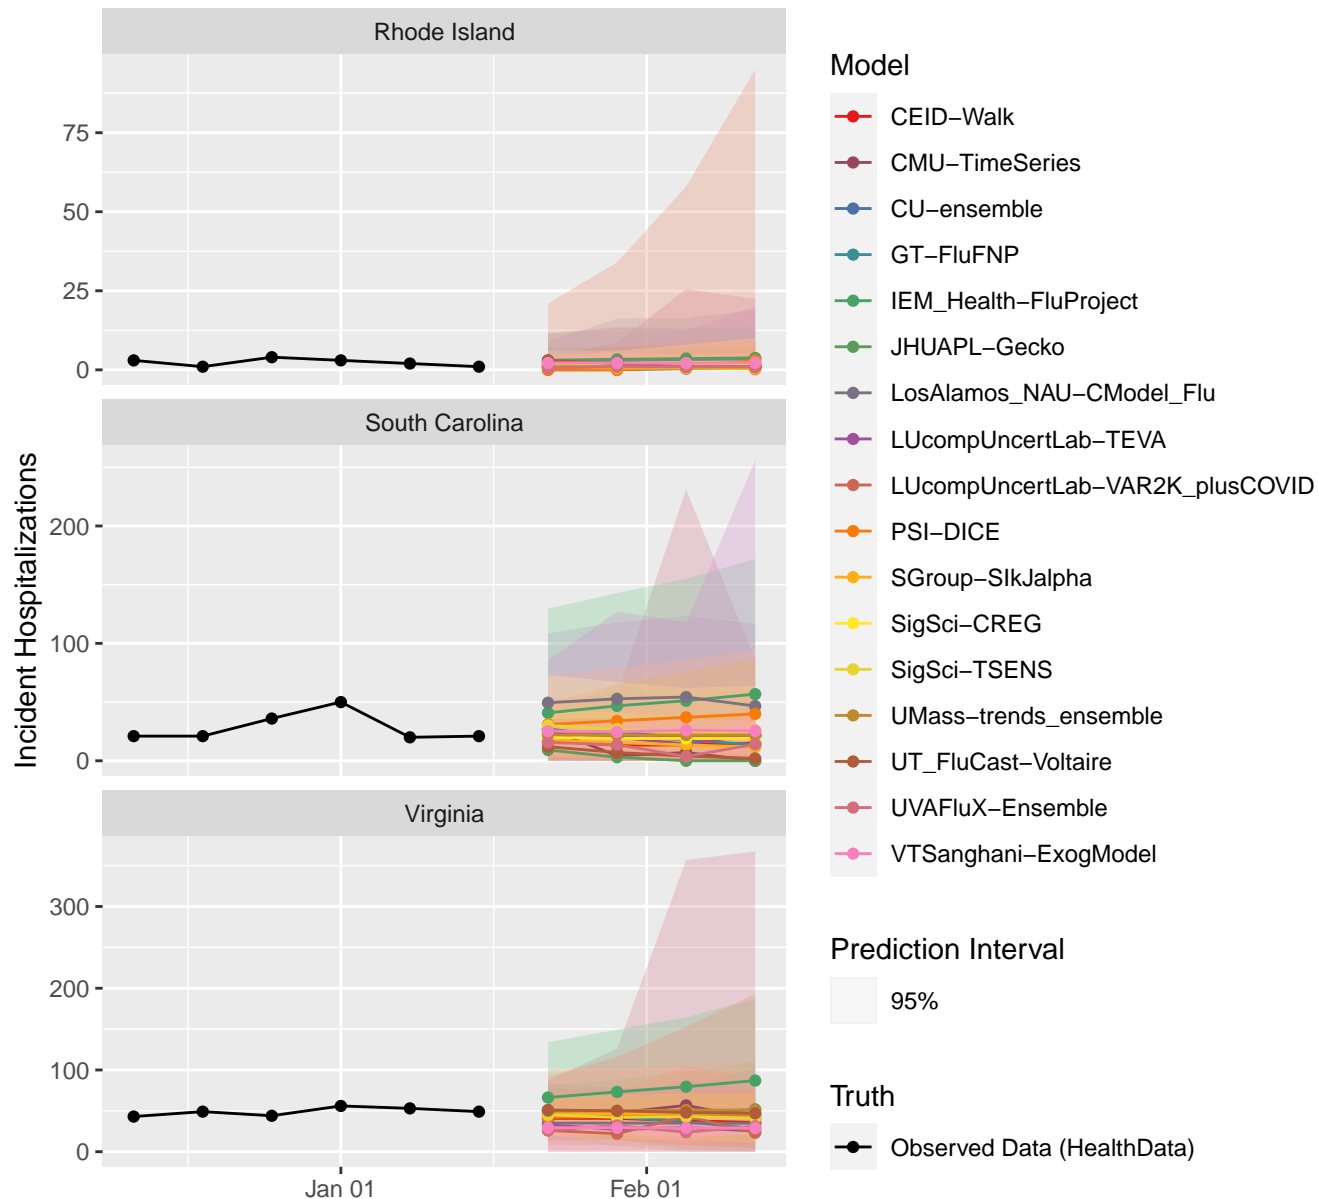 Rhode Island
75
50
25
0
South Carolina
200
100
0
Virginia
300
200
100
0
Jan 01
Feb 01
Incident Hospitalizations
Model
CEID−Walk
CMU−TimeSeries
CU−ensemble
GT−FluFNP
IEM_Health−FluProject
JHUAPL−Gecko
LosAlamos_NAU−CModel_Flu
LUcompUncertLab−TEVA
LUcompUncertLab−VAR2K_plusCOVID
PSI−DICE
SGroup−SIkJalpha
SigSci−CREG
SigSci−TSENS
UMass−trends_ensemble
UT_FluCast−Voltaire
UVAFluX−Ensemble
VTSanghani−ExogModel
Prediction Interval
95%
Truth
Observed Data (HealthData)